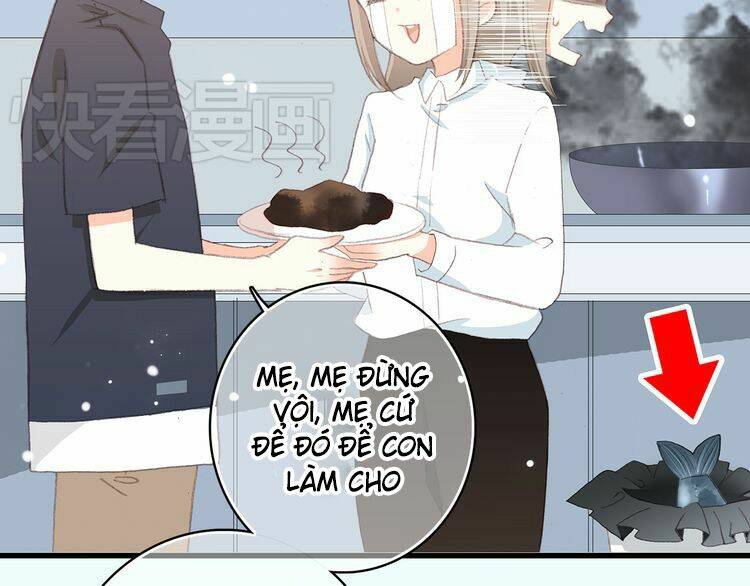 快看漫画
MẸ, MẸ ĐỪNG
VỘI, MẸ CỨ
ĐỂ ĐÓ ĐỂ CON
LÀM CHO